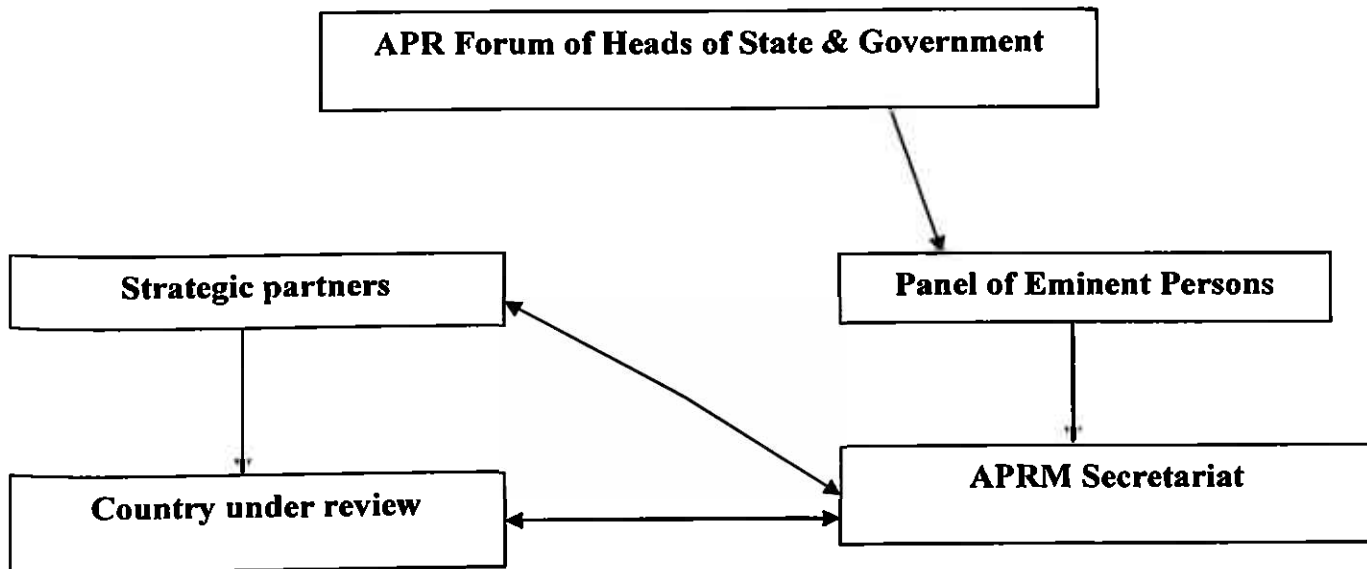 APR Forum of Heads of State & Government
Strategic partners
Panel of Eminent Persons
APRM Secretariat
Country under review